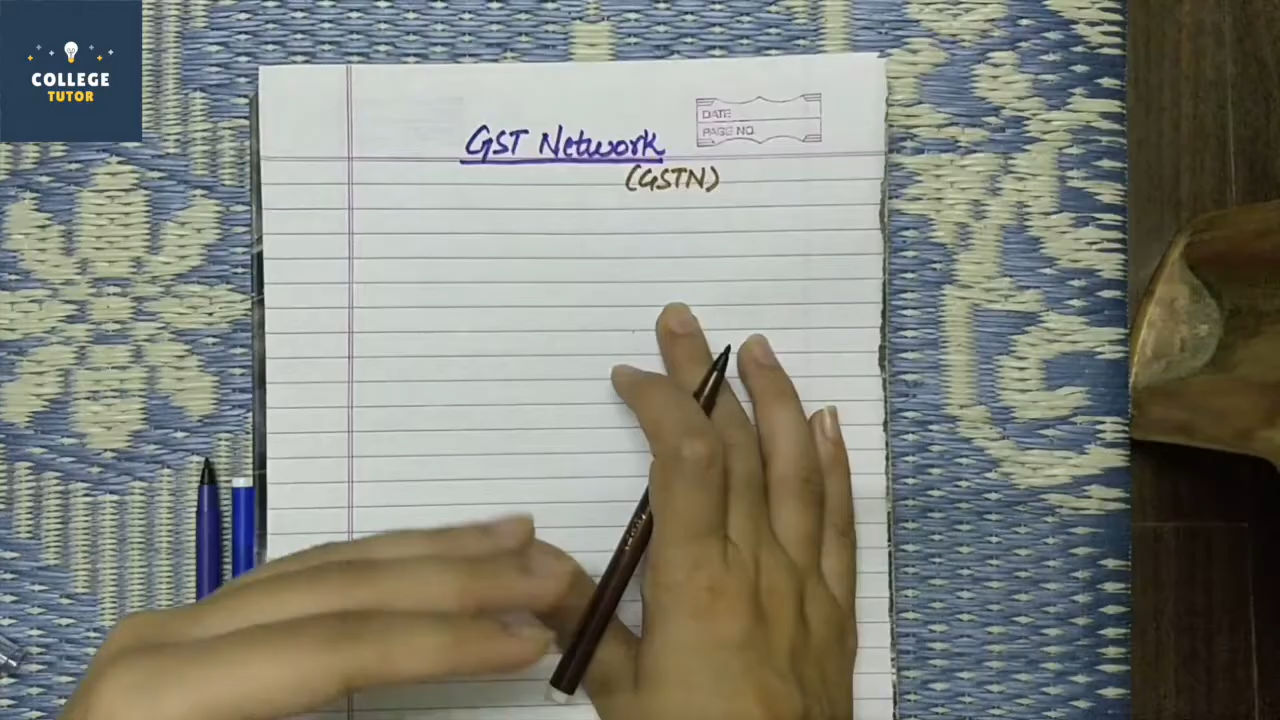 COLLEGE
TUTOR
DATE
PAGE NO.
GST Network
(GSTN)